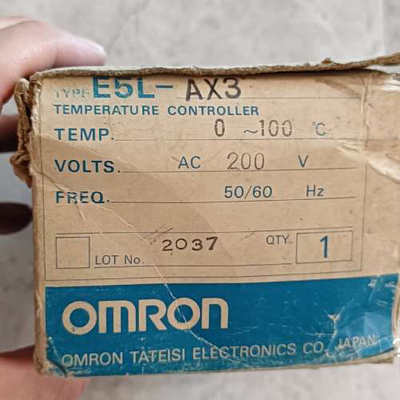 TYPE E5L-AX3
TEMPERATURE CONTROLLER
TEMP. 0 ~100 °C
VOLTS. AC 200 V
FREQ. 50/60 Hz
LOT No. 2037 QTY. 1
OMRON
OMRON TATEISI ELECTRONICS CO. JAPAN